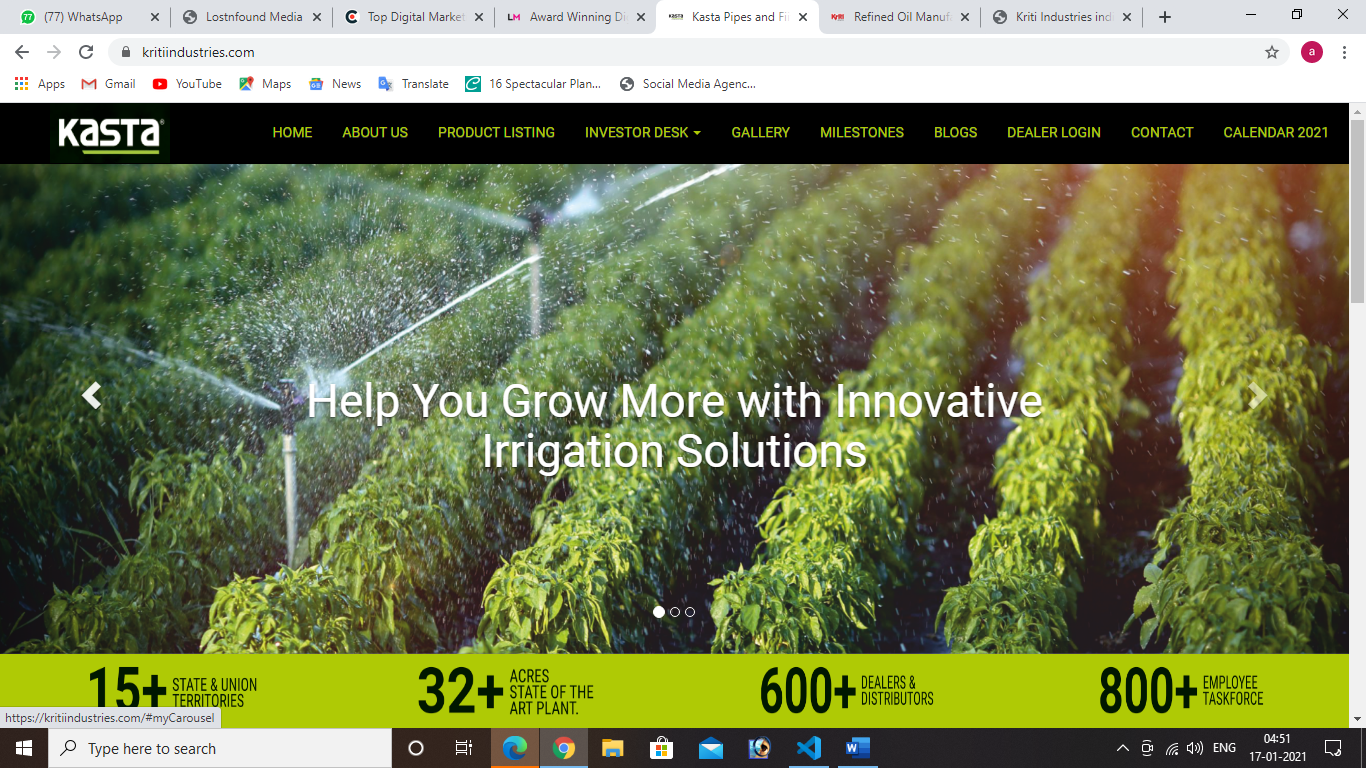 (77) WhatsApp
Lostnfound Media
Top Digital Market
Award Winning Di
Kasta Pipes and Fi
Refined Oil Manuf
Kriti Industries indi
kritiindustries.com
a
Apps
Gmail
YouTube
Maps
News
Translate
16 Spectacular Plan...
Social Media Agenc...
KASTA®
HOME
ABOUT US
PRODUCT LISTING
INVESTOR DESK
GALLERY
MILESTONES
BLOGS
DEALER LOGIN
CONTACT
CALENDAR 2021
Help You Grow More with Innovative
Irrigation Solutions
15+ STATE & UNION
TERRITORIES
32+ ACRES
STATE OF THE
ART PLANT.
600+ DEALERS &
DISTRIBUTORS
800+ EMPLOYEE
TASKFORCE
https://kritiindustries.com/#myCarousel
Type here to search
ENG
04:51
17-01-2021